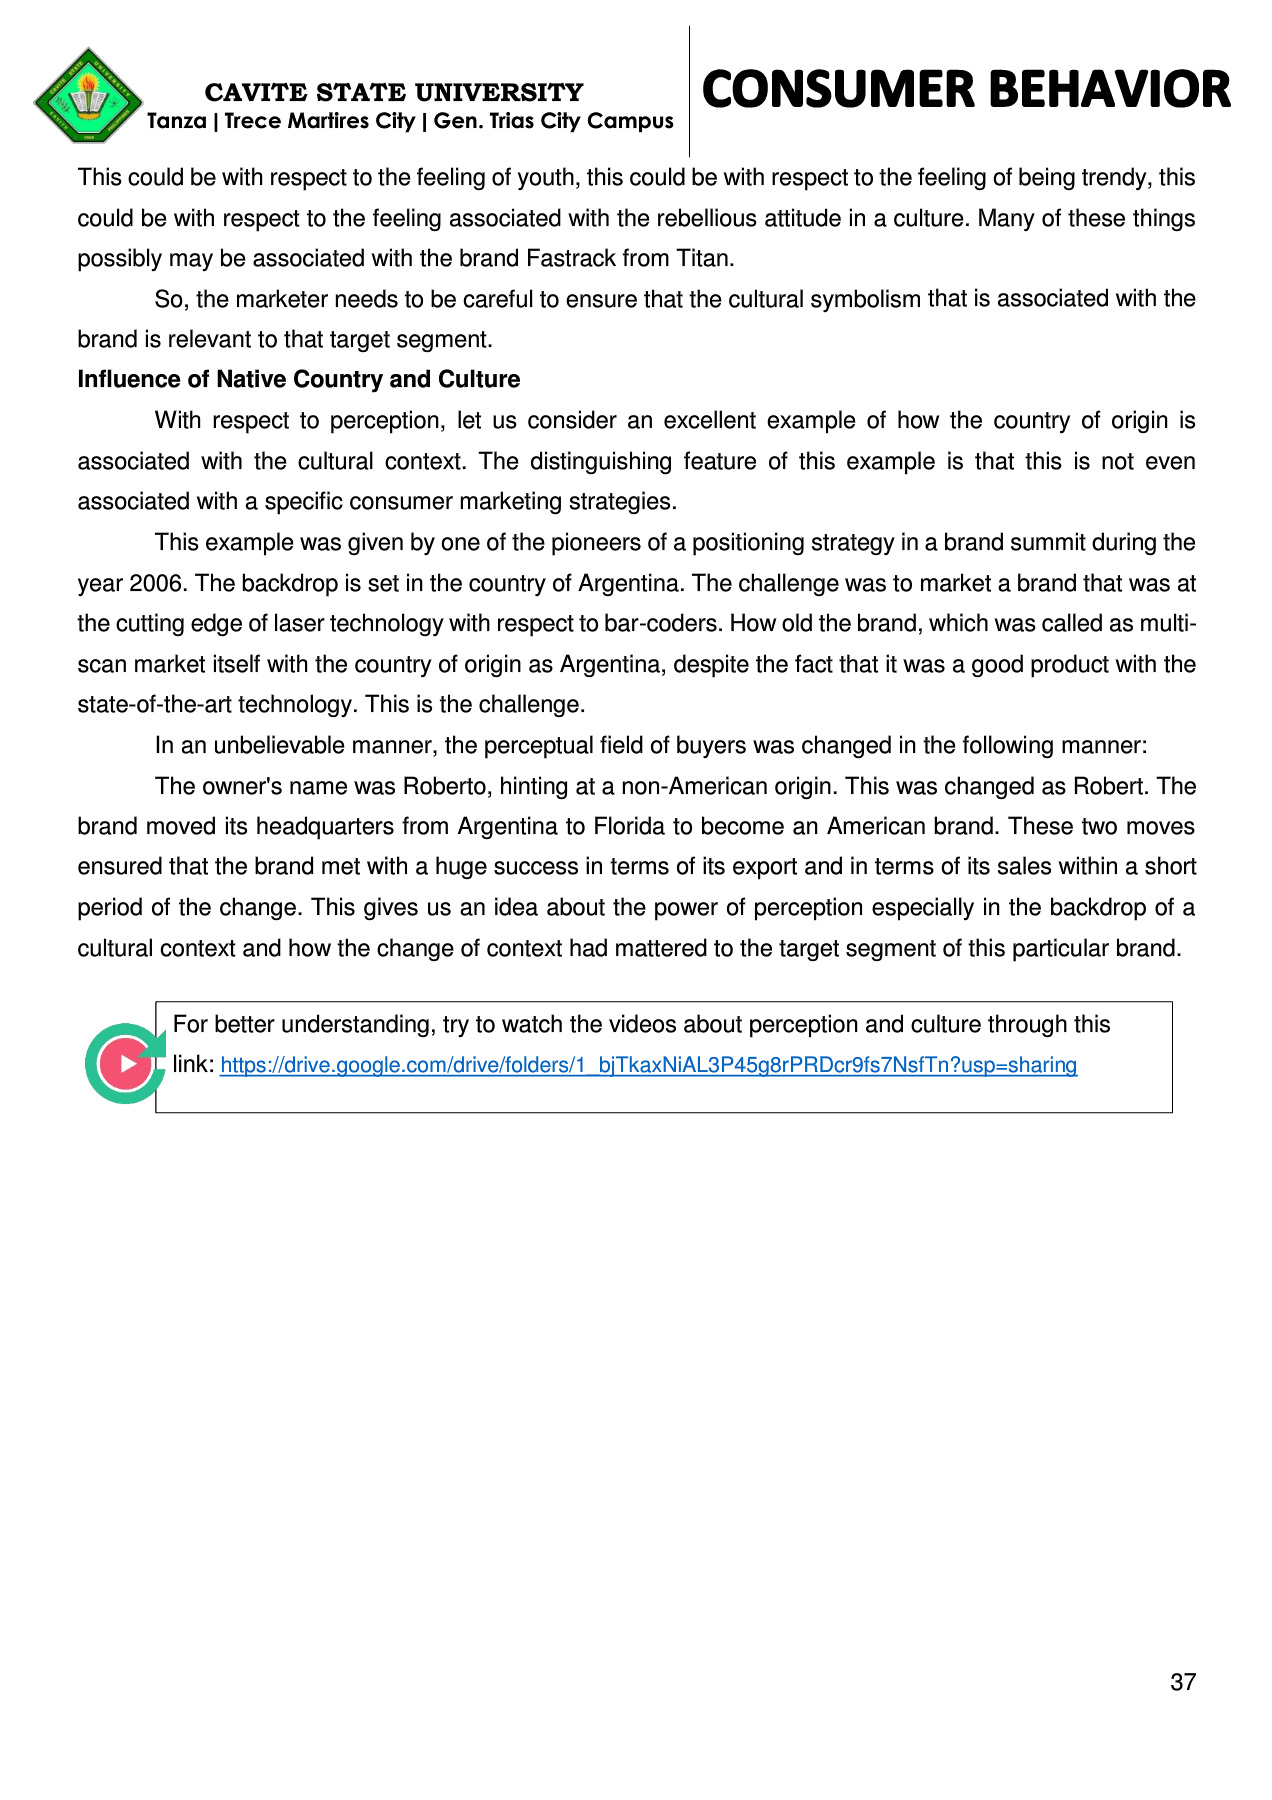 CAVITE STATE UNIVERSITY
Tanza | Trece Martires City | Gen. Trias City Campus
CONSUMER BEHAVIOR
This could be with respect to the feeling of youth, this could be with respect to the feeling of being trendy, this
could be with respect to the feeling associated with the rebellious attitude in a culture. Many of these things
possibly may be associated with the brand Fastrack from Titan.
So, the marketer needs to be careful to ensure that the cultural symbolism that is associated with the
brand is relevant to that target segment.
Influence of Native Country and Culture
With respect to perception, let us consider an excellent example of how the country of origin is
associated with the cultural context. The distinguishing feature of this example is that this is not even
associated with a specific consumer marketing strategies.
This example was given by one of the pioneers of a positioning strategy in a brand summit during the
year 2006. The backdrop is set in the country of Argentina. The challenge was to market a brand that was at
the cutting edge of laser technology with respect to bar-coders. How old the brand, which was called as multi-
scan market itself with the country of origin as Argentina, despite the fact that it was a good product with the
state-of-the-art technology. This is the challenge.
In an unbelievable manner, the perceptual field of buyers was changed in the following manner:
The owner's name was Roberto, hinting at a non-American origin. This was changed as Robert. The
brand moved its headquarters from Argentina to Florida to become an American brand. These two moves
ensured that the brand met with a huge success in terms of its export and in terms of its sales within a short
period of the change. This gives us an idea about the power of perception especially in the backdrop of a
cultural context and how the change of context had mattered to the target segment of this particular brand.
For better understanding, try to watch the videos about perception and culture through this
link: https://drive.google.com/drive/folders/1_bjTkaxNiAL3P45g8rPRDcr9fs7NsfTn?usp=sharing
37